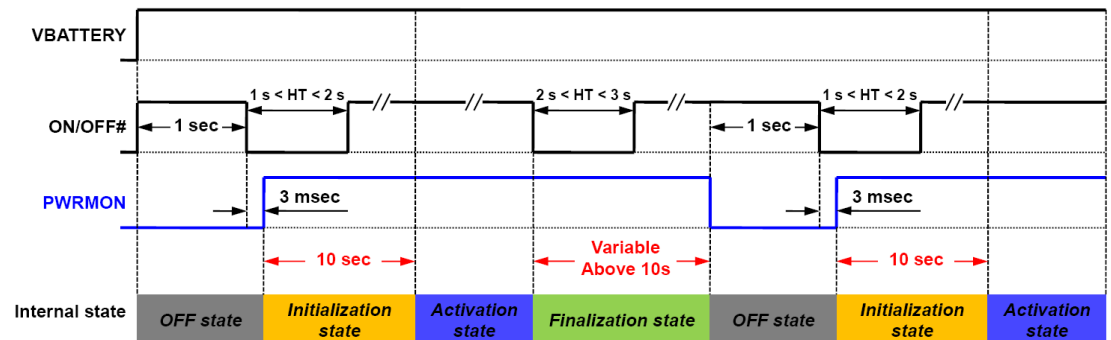 VBATTERY
1 s < HT < 2 s
2 s < HT < 3 s
1 s < HT < 2 s
ON/OFF#
1 sec
1 sec
PWRMON
3 msec
3 msec
10 sec
Variable
Above 10s
10 sec
Internal state
OFF state
Initialization
state
Activation
state
Finalization state
OFF state
Initialization
state
Activation
state